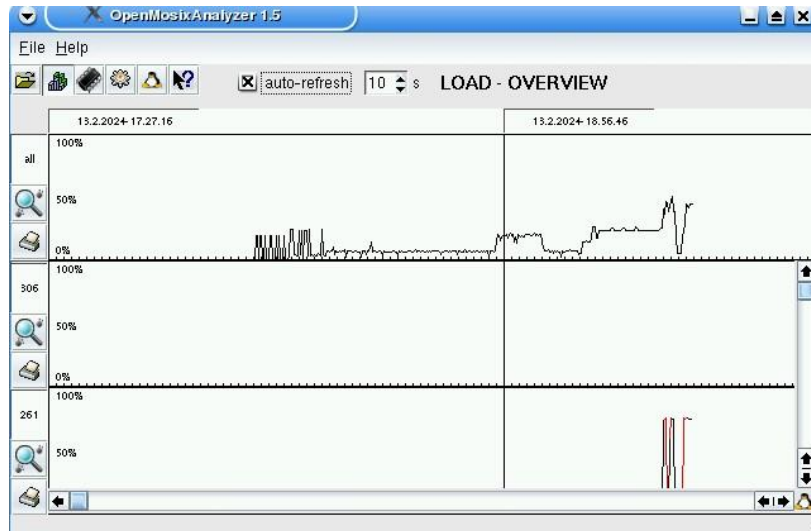 OpenMosixAnalyzer 1.5
File Help
auto-refresh 10 s LOAD - OVERVIEW
13.2.2024-17.27.16 13.2.2024-18.56.46
all
100%
50%
0%
306
100%
50%
0%
261
100%
50%